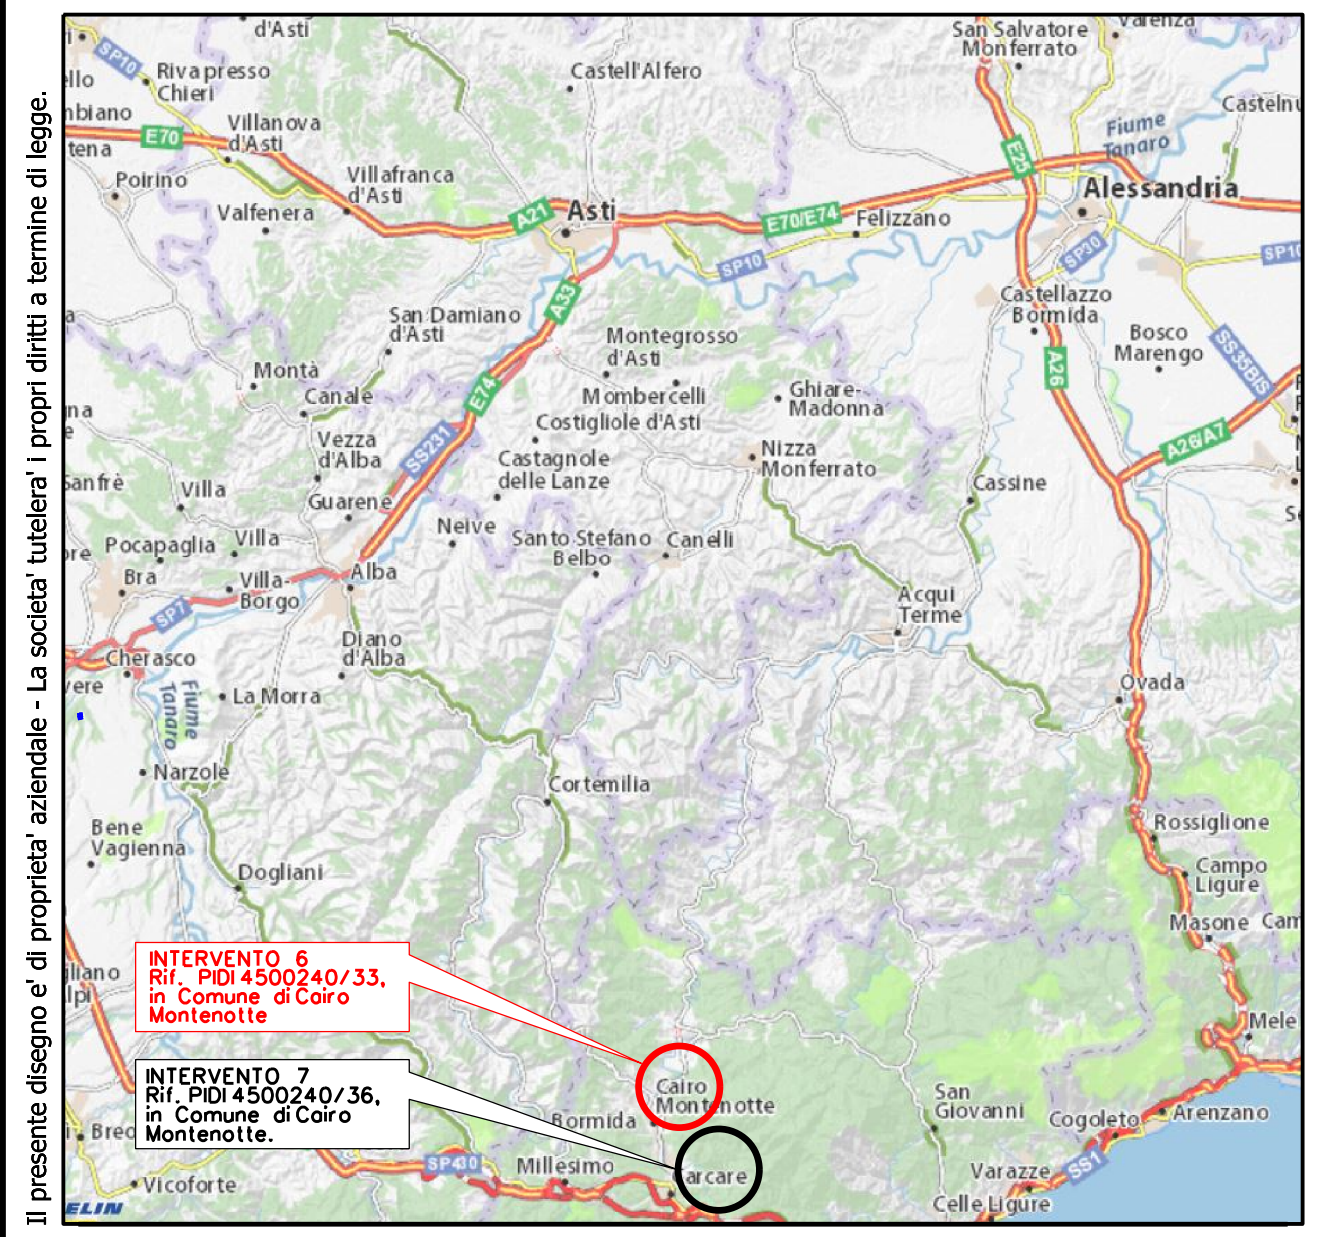 Il presente disegno e' di proprieta' aziendale - La societa' tutelera' i propri diritti a termine di legge.
d'Asti
San Salvatore
Monferrato
Valenza
SP10
Riva presso
Chieri
Castell'Alfero
Fiume
Tanaro
E70
Villanova
d'Asti
E25
Poirino
Villafranca
d'Asti
Alessandria
Valfenera
A21
Asti
E70/E74
Felizzano
SP10
SP30
SP10
A33
Castellazzo
Bormida
San Damiano
d'Asti
Montegrosso
d'Asti
Bosco
Marengo
SS35BIS
A26
Montà
Canale
E74
Mombercelli
Ghiare-
Madonna
Costigliole d'Asti
A26/A7
Vezza
d'Alba
SS231
Castagnole
delle Lanze
Nizza
Monferrato
Sanfrè
Villa
Guarene
Cassine
Pocapaglia
Villa
Neive
Santo Stefano
Belbo
Canelli
Bra
Villa-
Borgo
Alba
Acqui
Terme
SP7
Cherasco
Diano
d'Alba
Fiume
Tanaro
La Morra
Ovada
Narzole
Cortemilia
Bene
Vagienna
Rossiglione
Dogliani
Campo
Ligure
Masone
INTERVENTO 6
Rif. PIDI 4500240/33,
in Comune di Cairo
Montenotte
Mele
INTERVENTO 7
Rif. PIDI 4500240/36,
in Comune di Cairo
Montenotte.
Cairo
Montenotte
Bormida
San
Giovanni
Cogoleto
Arenzano
SP430
Millesimo
Carcare
Varazze
SS1
Vicoforte
Celle Ligure
ELIN